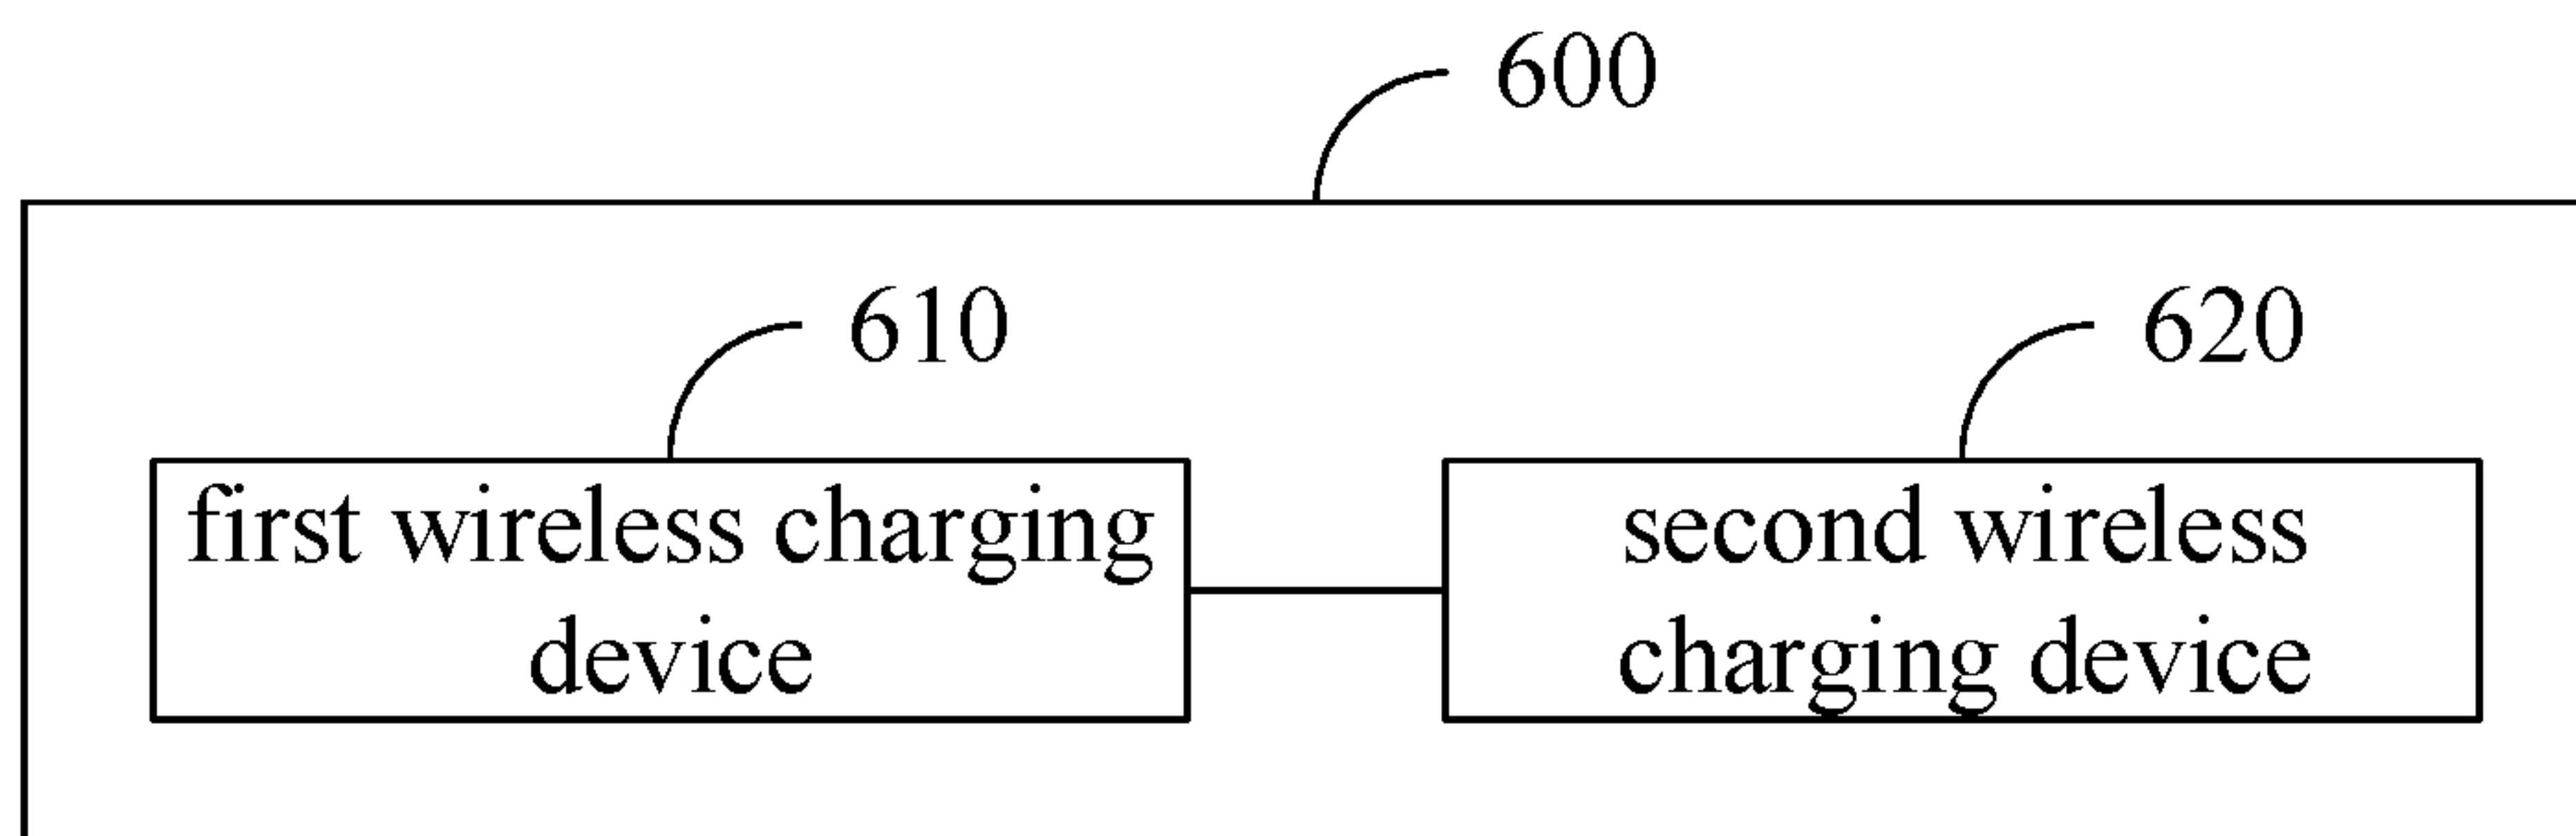 600
610
620
first wireless charging
device
second wireless
charging device